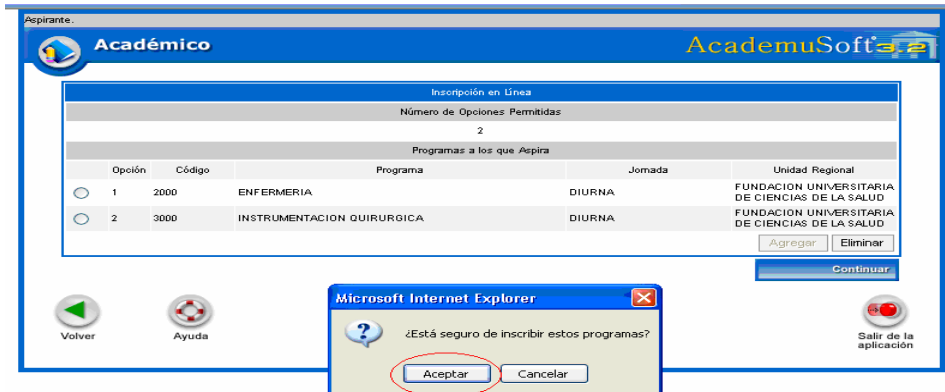 Aspirante.
Académico
AcademuSoft 3.2
Inscripción en Línea
Número de Opciones Permitidas
2
Programas a los que Aspira
Opción Código Programa Jornada Unidad Regional
1 2000 ENFERMERIA DIURNA FUNDACION UNIVERSITARIA
DE CIENCIAS DE LA SALUD
2 3000 INSTRUMENTACION QUIRURGICA DIURNA FUNDACION UNIVERSITARIA
DE CIENCIAS DE LA SALUD
Agregar Eliminar
Continuar
Microsoft Internet Explorer
¿Está seguro de inscribir estos programas?
Aceptar Cancelar
Volver
Ayuda
Salir de la
aplicación